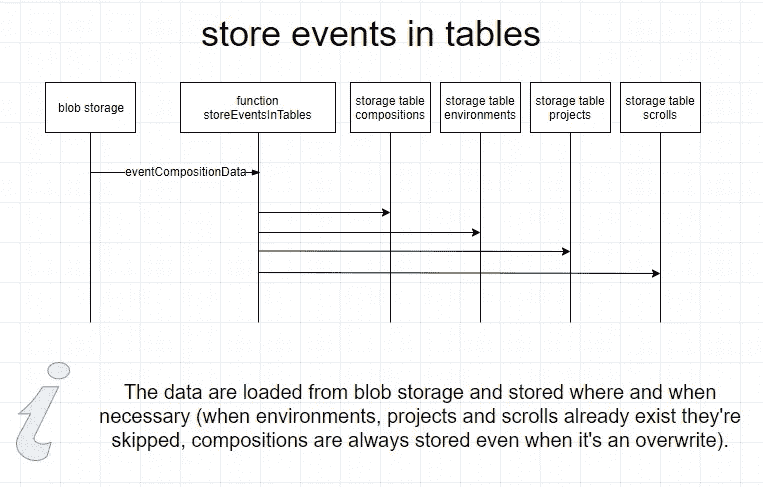 store events in tables
blob storage
function
storeEventsInTables
storage table
compositions
storage table
environments
storage table
projects
storage table
scrolls
eventCompositionData
The data are loaded from blob storage and stored where and when
necessary (when environments, projects and scrolls already exist they're
skipped, compositions are always stored even when it's an overwrite).